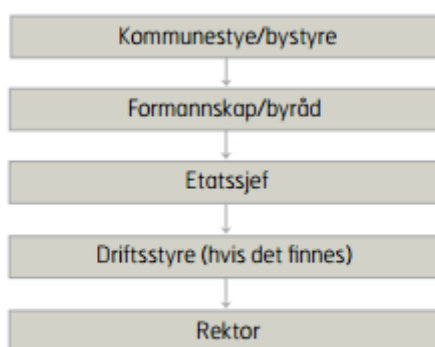 Kommunestye/bystyre
Formannskap/byråd
Etatssjef
Driftsstyre (hvis det finnes)
Rektor